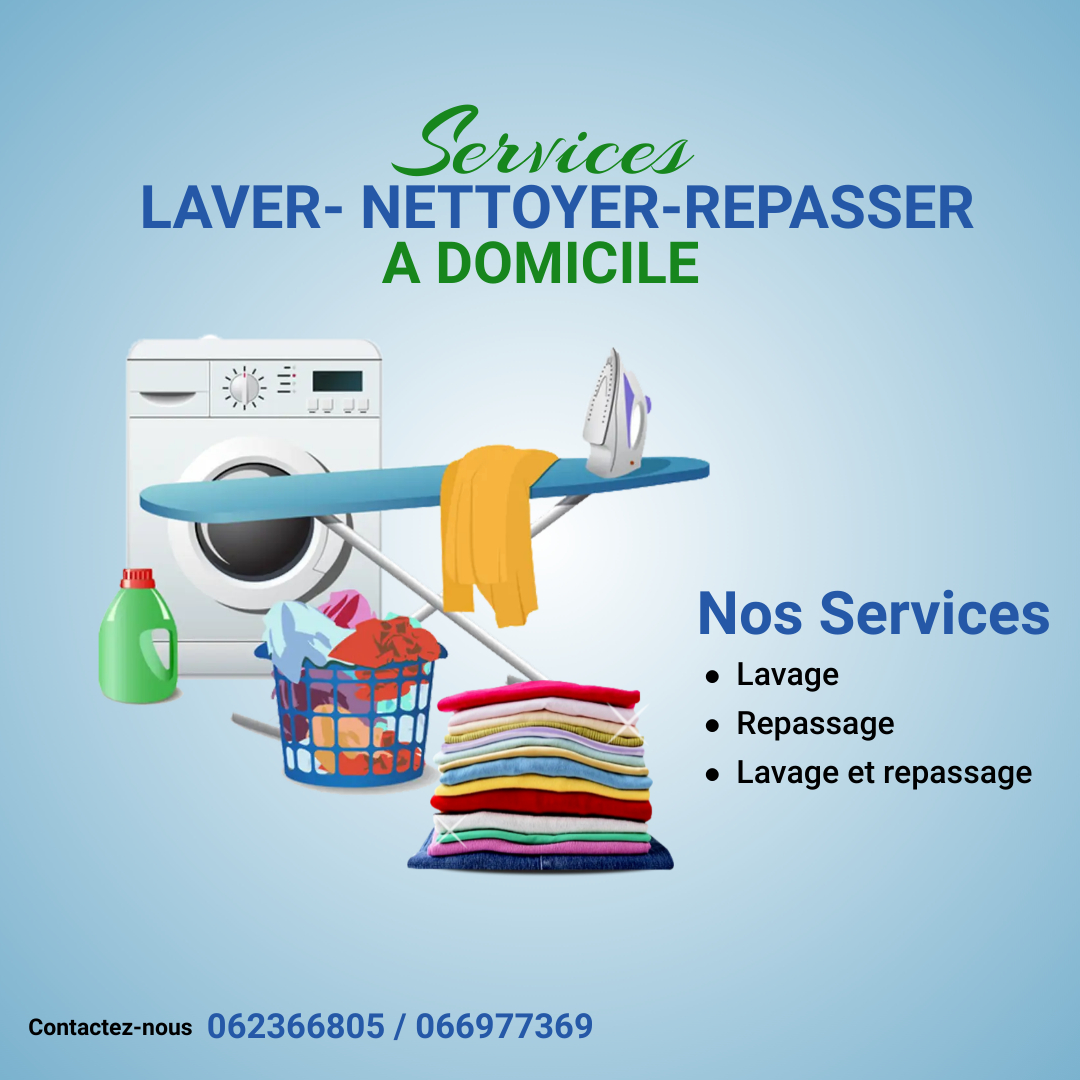 Services
LAVER- NETTOYER-REPASSER
A DOMICILE
Nos Services
• Lavage
• Repassage
• Lavage et repassage
Contactez-nous 062366805 / 066977369